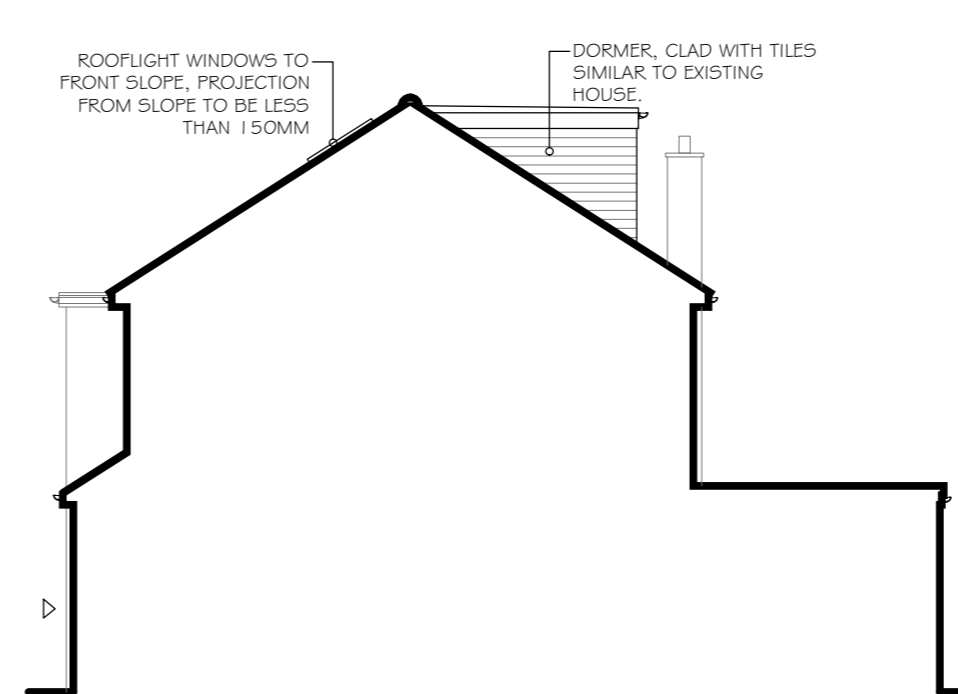 ROOFLIGHT WINDOWS TO
FRONT SLOPE, PROJECTION
FROM SLOPE TO BE LESS
THAN 150MM
DORMER, CLAD WITH TILES
SIMILAR TO EXISTING
HOUSE.